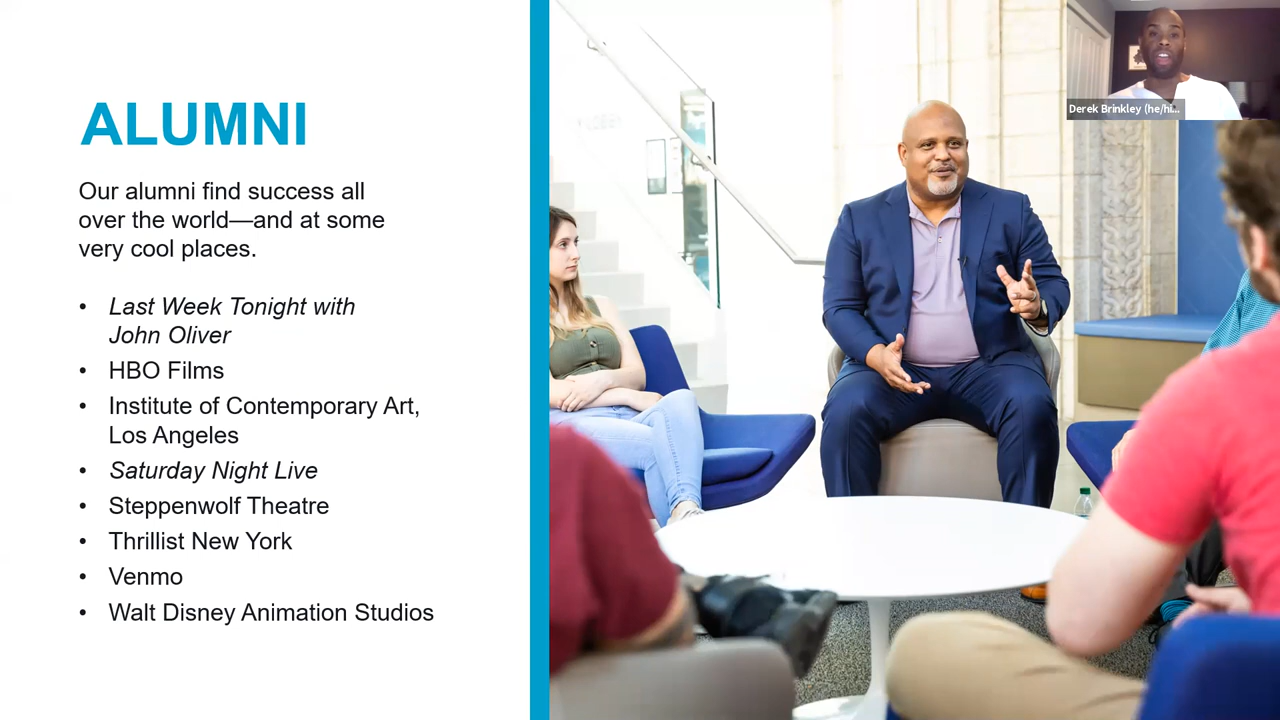 ALUMNI
Our alumni find success all
over the world—and at some
very cool places.
• Last Week Tonight with
John Oliver
• HBO Films
• Institute of Contemporary Art,
Los Angeles
• Saturday Night Live
• Steppenwolf Theatre
• Thrillist New York
• Venmo
• Walt Disney Animation Studios
Derek Brinkley (he/hi...